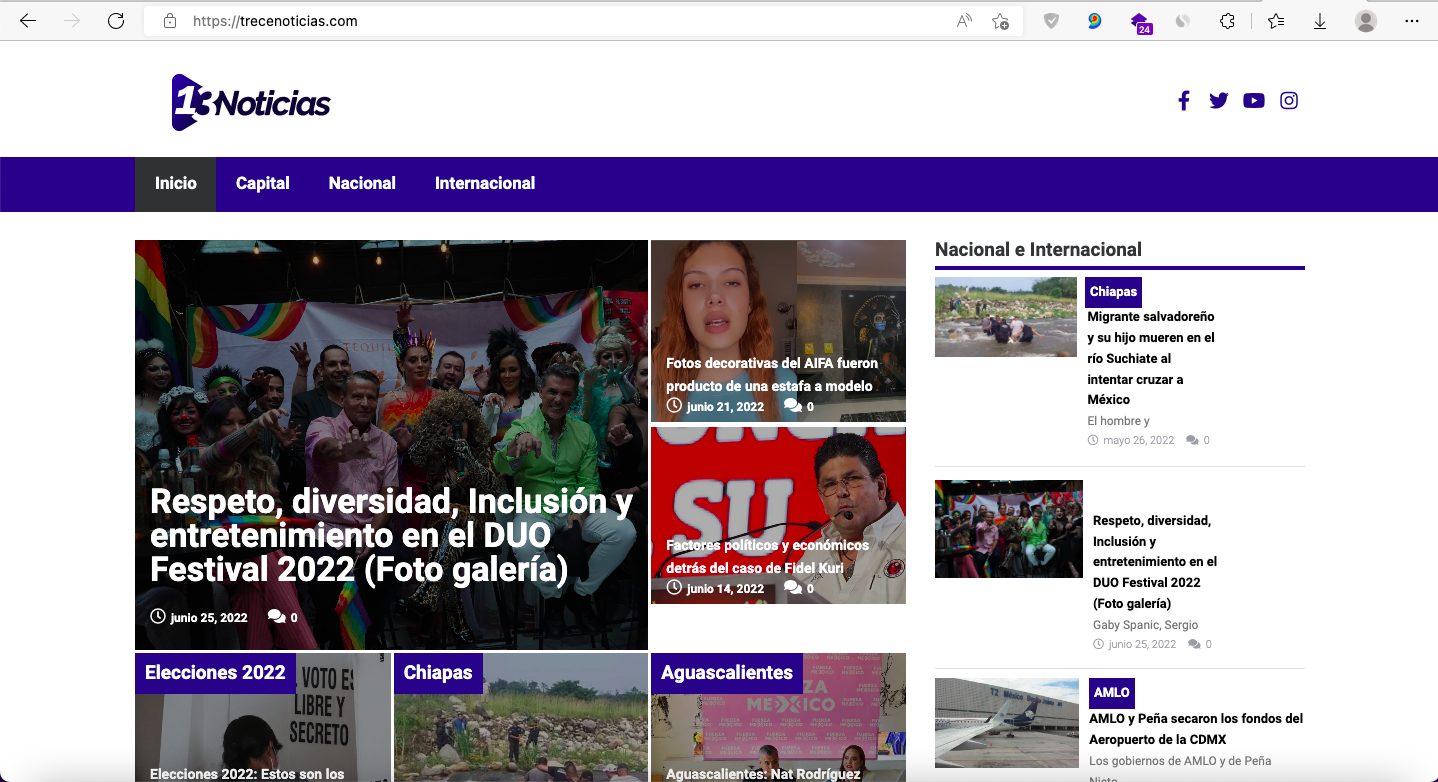 https://trecenoticias.com
24
13Noticias
Inicio
Capital
Nacional
Internacional
Respeto, diversidad, Inclusión y
entretenimiento en el DUO
Festival 2022 (Foto galería)
junio 25, 2022
0
Fotos decorativas del AIFA fueron
producto de una estafa a modelo
junio 21, 2022
0
SU
Factores políticos y económicos
detrás del caso de Fidel Kuri
junio 14, 2022
0
Nacional e Internacional
Chiapas
Migrante salvadoreño
y su hijo mueren en el
río Suchiate al
intentar cruzar a
México
El hombre y
mayo 26, 2022
0
Respeto, diversidad,
Inclusión y
entretenimiento en el
DUO Festival 2022
(Foto galería)
Gaby Spanic, Sergio
junio 25, 2022
0
AMLO
AMLO y Peña secaron los fondos del
Aeropuerto de la CDMX
Los gobiernos de AMLO y de Peña
Nieto
Elecciones 2022
VOTO ES
LIBRE Y
SECRETO
Elecciones 2022: Estos son los
Chiapas
Aguascalientes
MEXICO
Aguascalientes: Nat Rodríguez